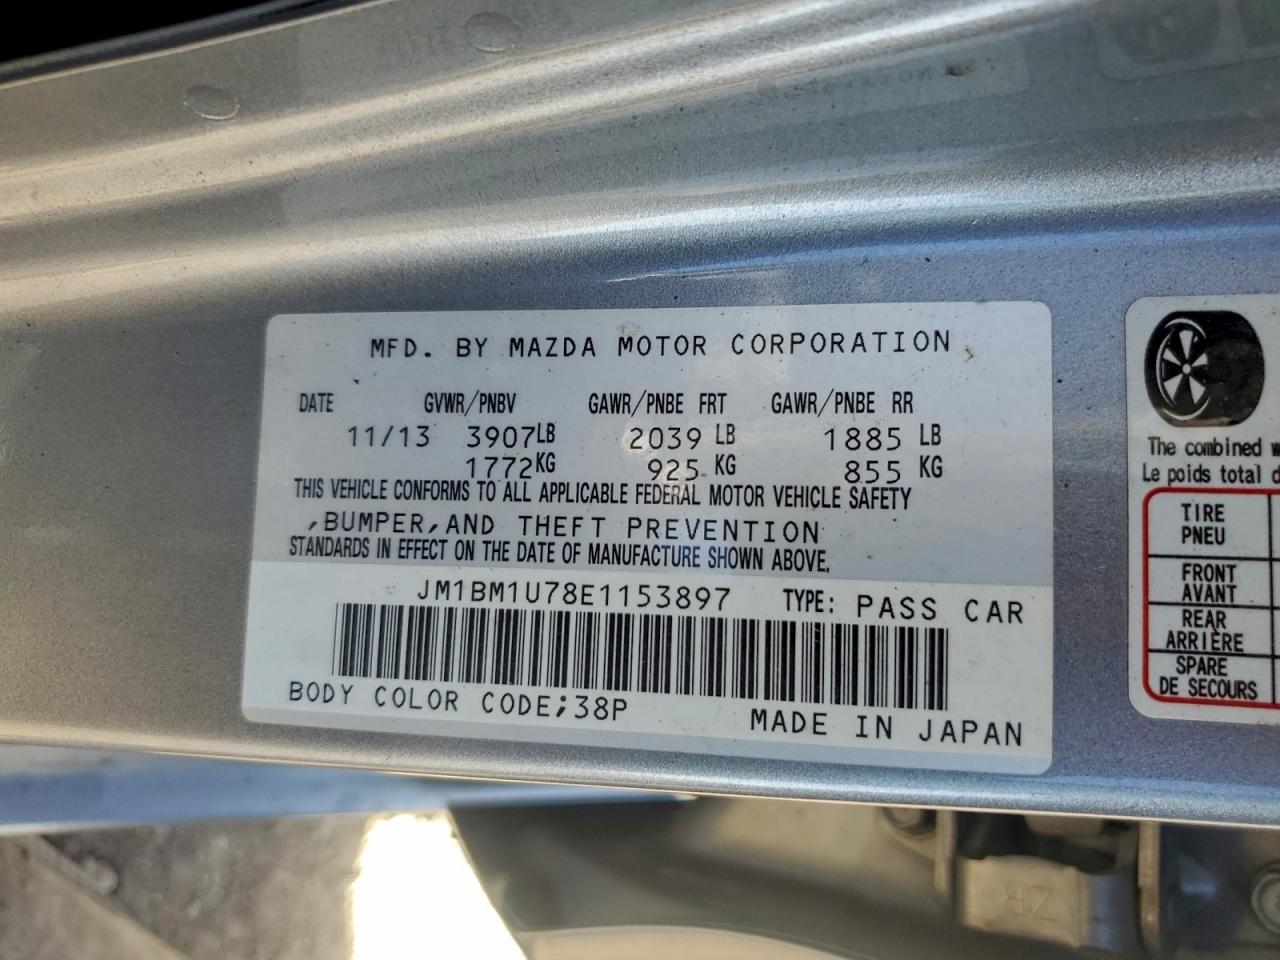 MFD. BY MAZDA MOTOR CORPORATION
DATE GVWR/PNBV GAWR/PNBE FRT GAWR/PNBE RR
11/13 3907LB 2039 LB 1885 LB
1772KG 925 KG 855 KG
THIS VEHICLE CONFORMS TO ALL APPLICABLE FEDERAL MOTOR VEHICLE SAFETY
,BUMPER,AND THEFT PREVENTION
STANDARDS IN EFFECT ON THE DATE OF MANUFACTURE SHOWN ABOVE.
JM1BM1U78E1153897 TYPE: PASS CAR
BODY COLOR CODE;38P
MADE IN JAPAN
The combined
Le poids total
TIRE
PNEU
FRONT
AVANT
REAR
ARRIÈRE
SPARE
DE SECOURS
ZR